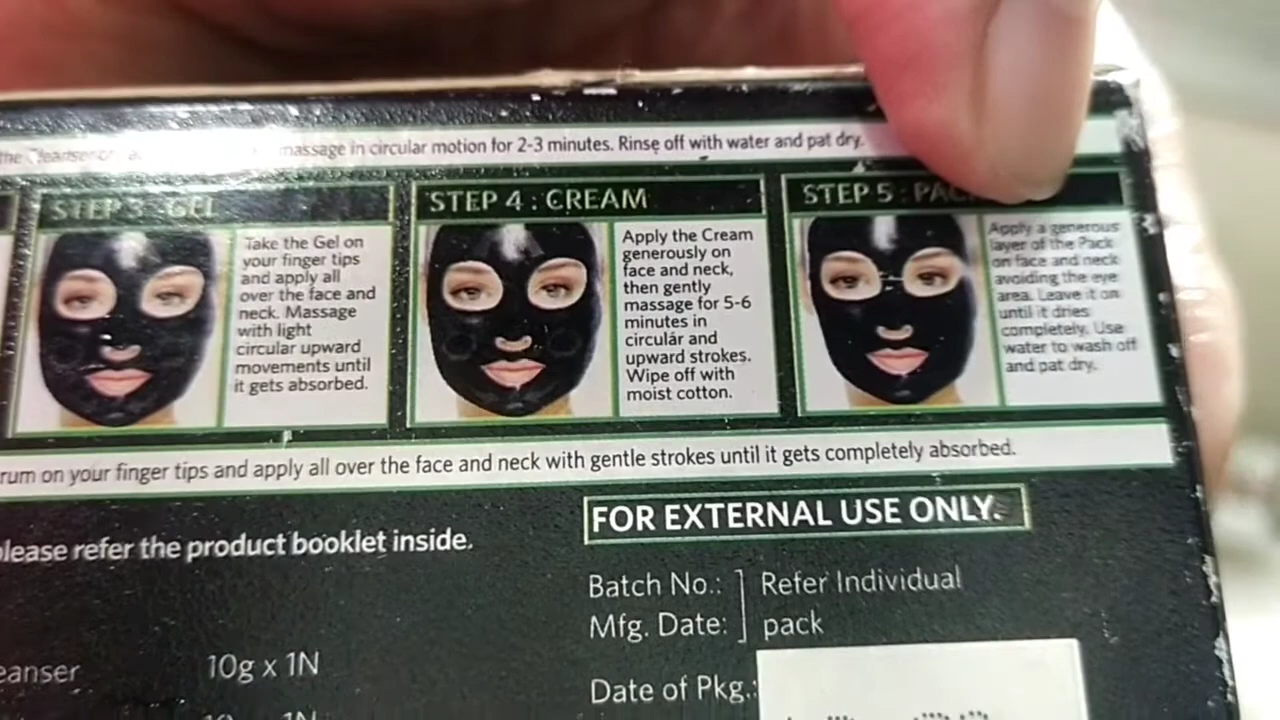 the Cleanser massage in circular motion for 2-3 minutes. Rinse off with water and pat dry.
STEP 3 : GEL
Take the Gel on
your finger tips
and apply all
over the face and
neck. Massage
with light
circular upward
movements until
it gets absorbed.
STEP 4 : CREAM
Apply the Cream
generously on
face and neck,
then gently
massage for 5-6
minutes in
circular and
upward strokes.
Wipe off with
moist cotton.
STEP 5 : PAC
Apply a generous
layer of the Pack
on face and neck
avoiding the eye
area. Leave it on
until it dries
completely. Use
water to wash off
and pat dry.
rum on your finger tips and apply all over the face and neck with gentle strokes until it gets completely absorbed.
please refer the product booklet inside.
FOR EXTERNAL USE ONLY.
Batch No.: Refer Individual
Mfg. Date: pack
Date of Pkg.:
eanser 10g x 1N